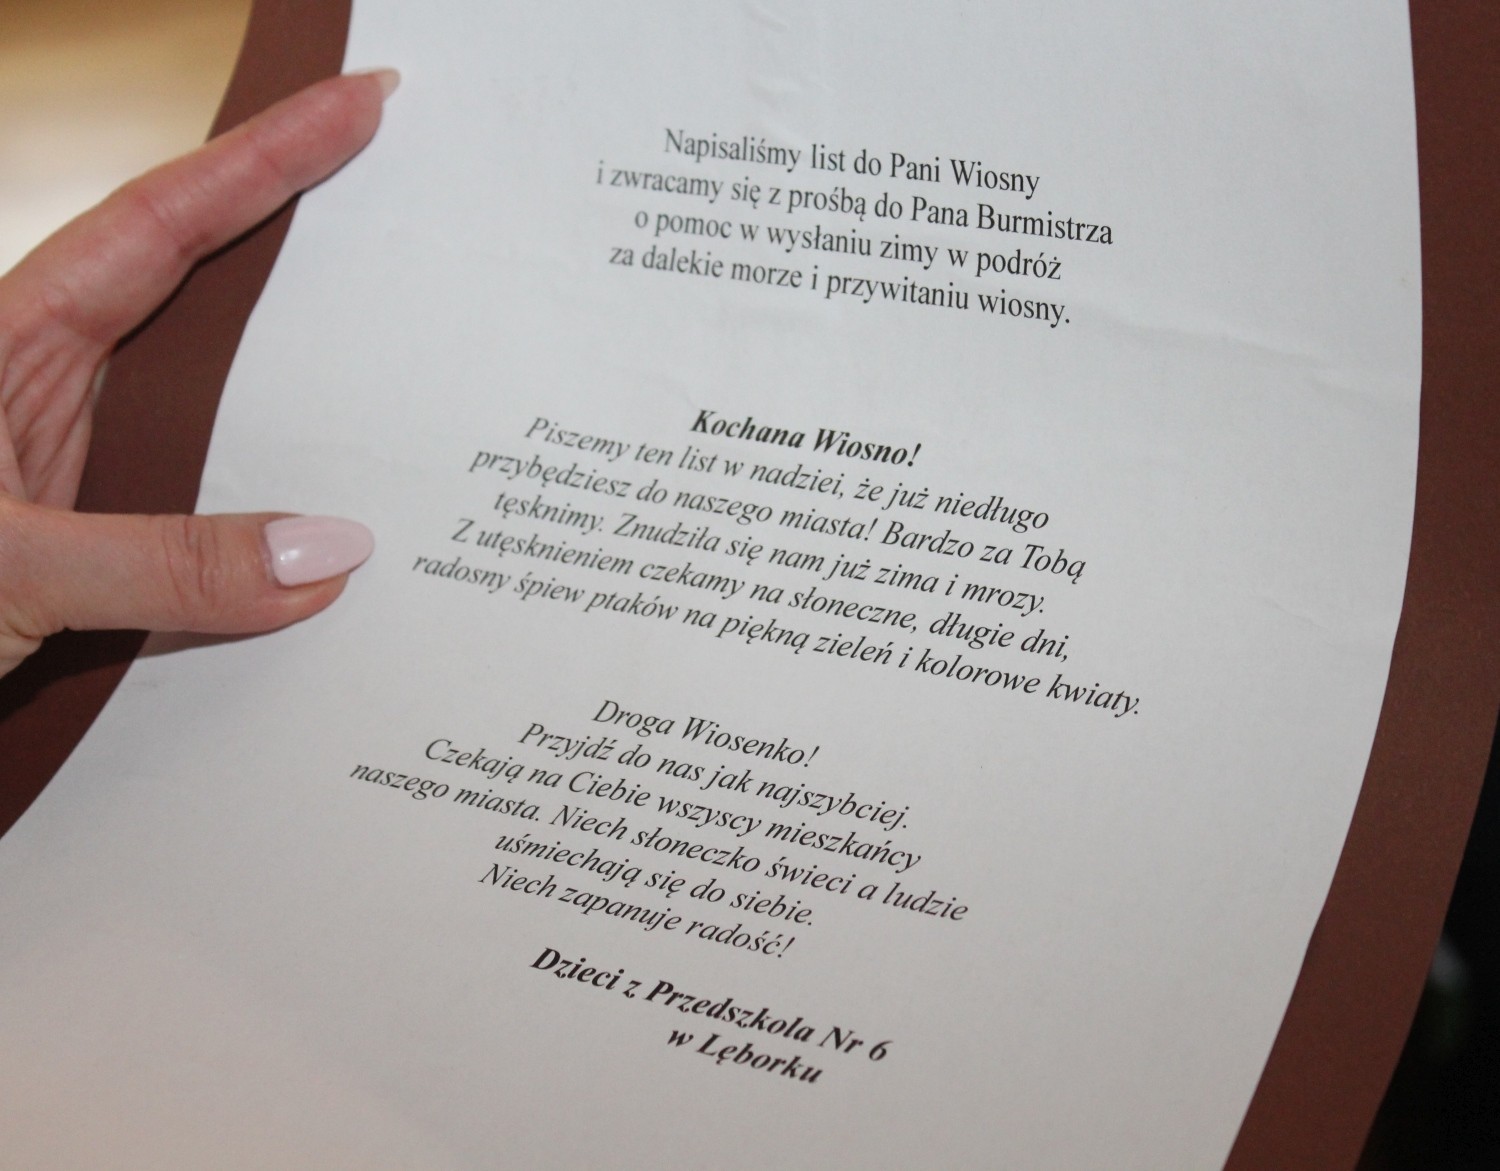 Napisaliśmy list do Pani Wiosny
i zwracamy się z prośbą do Pana Burmistrza
o pomoc w wysłaniu zimy w podróż
za dalekie morze i przywitaniu wiosny.
Kochana Wiosno!
Piszemy ten list w nadziei, że już niedługo
przybędziesz do naszego miasta! Bardzo za Tobą
tęsknimy. Znudziła się nam już zima i mrozy.
Z utęsknieniem czekamy na słoneczne, długie dni,
radosny śpiew ptaków na piękną zieleń i kolorowe kwiaty.
Droga Wiosenko!
Przyjdź do nas jak najszybciej.
Czekają na Ciebie wszyscy mieszkańcy
naszego miasta. Niech słoneczko świeci a ludzie
uśmiechają się do siebie.
Niech zapanuje radość!
Dzieci z Przedszkola Nr 6
w Lęborku